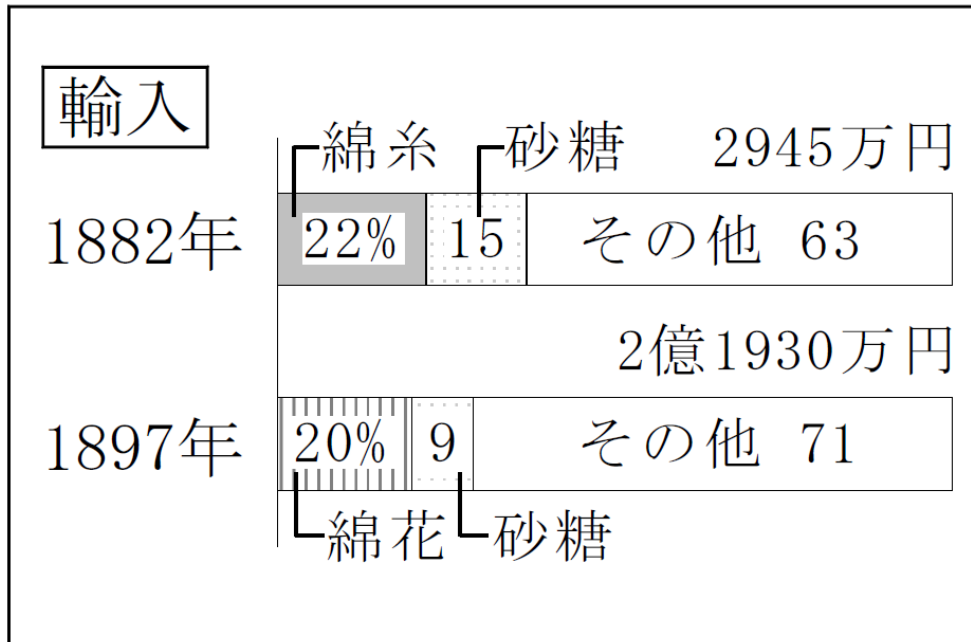 輸入
綿糸 砂糖 2945万円
1882年 22% 15 その他 63
2億1930万円
1897年 20% 9 その他 71
綿花 砂糖